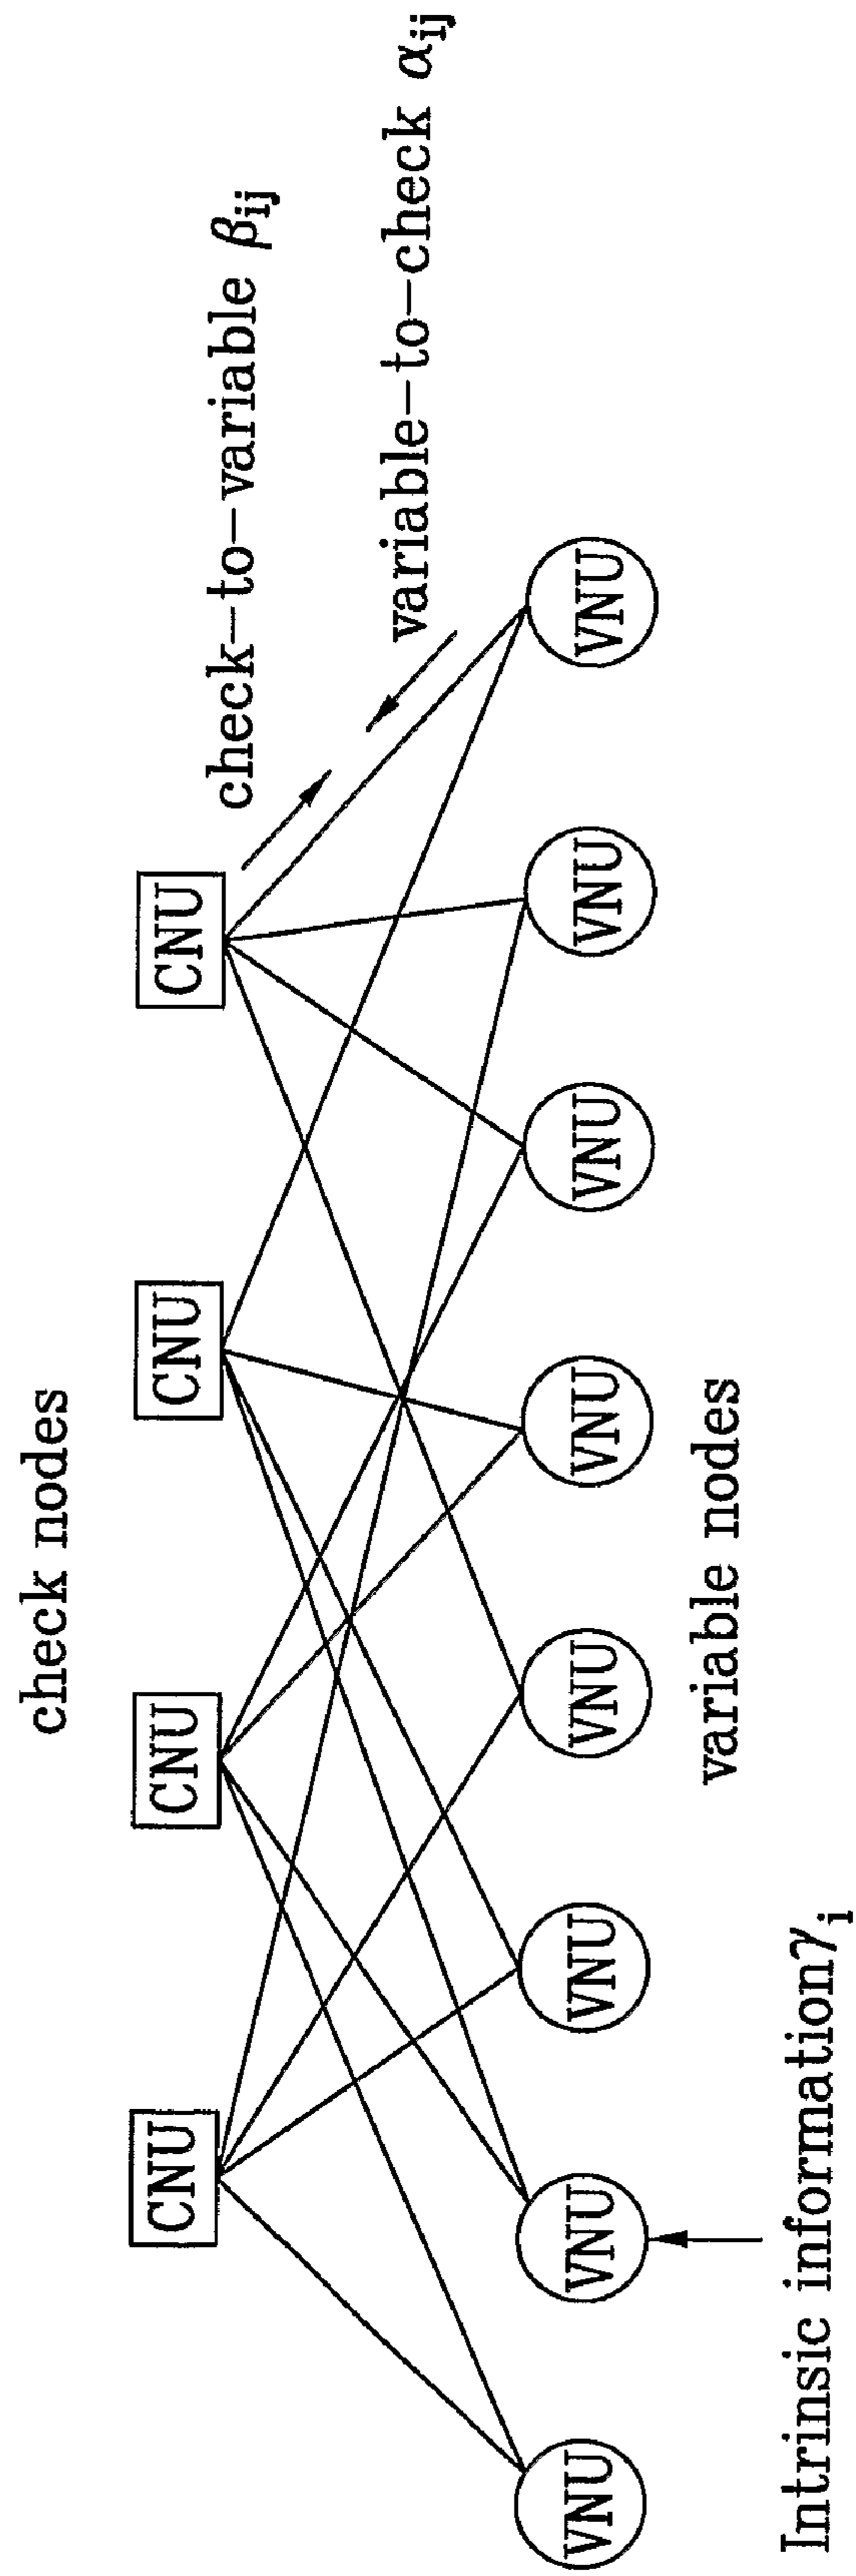 check nodes
check-to-variable βij
variable-to-check αij
CNU CNU CNU CNU
VNU VNU VNU VNU VNU VNU VNU VNU
variable nodes
Intrinsic informationγi